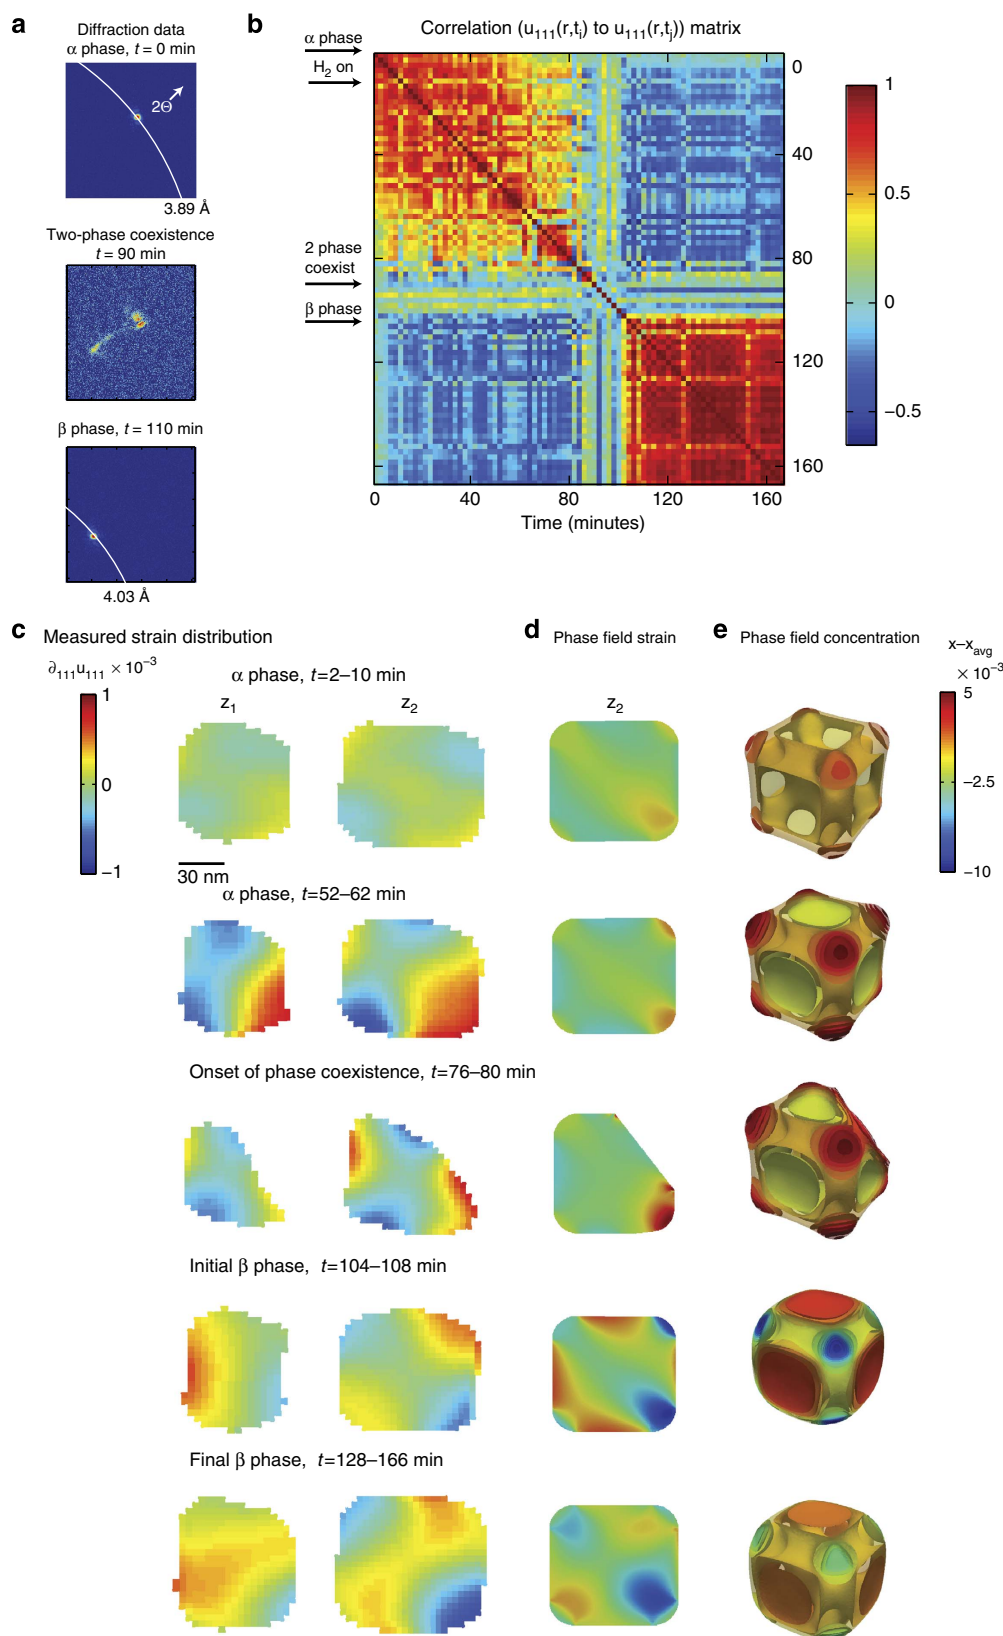 a
Diffraction data
α phase, t = 0 min
2Θ
3.89 Å
Two-phase coexistence
t = 90 min
β phase, t = 110 min
4.03 Å
b
Correlation (u111(r,ti) to u111(r,tj)) matrix
α phase
H2 on
2 phase
coexist
β phase
0
40
80
120
160
0 40 80 120 160
Time (minutes)
1
0.5
0
−0.5
c Measured strain distribution
∂111u111 × 10−3
1
0
−1
α phase, t=2–10 min
z1 z2
30 nm
α phase, t=52–62 min
Onset of phase coexistence, t=76–80 min
Initial β phase, t=104–108 min
Final β phase, t=128–166 min
d Phase field strain
z2
e Phase field concentration
x–xavg
× 10−3
5
−2.5
−10